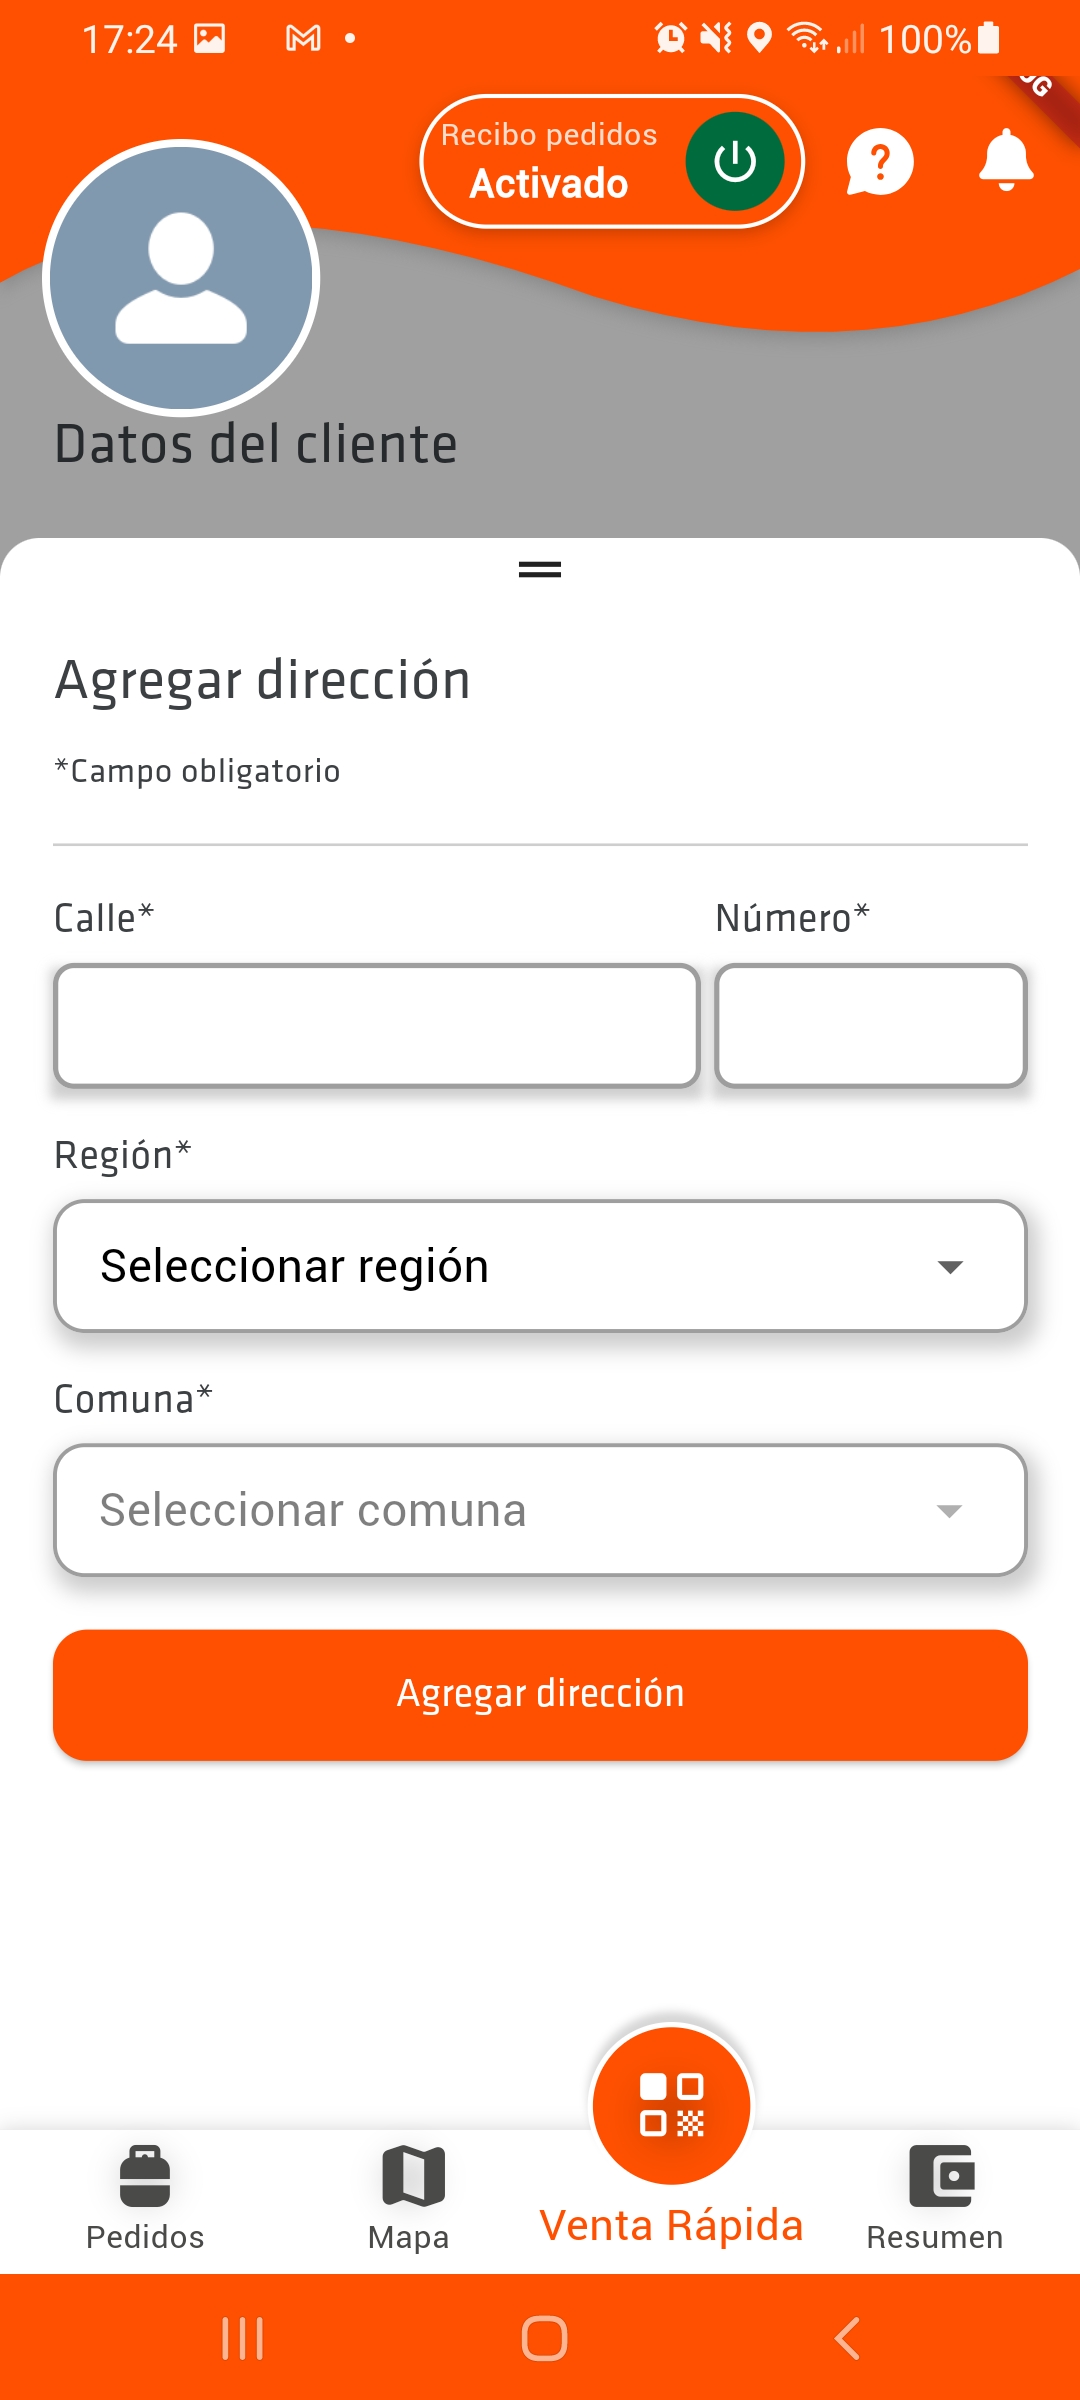 17:24
100%
Recibo pedidos
Activado
?
Datos del cliente
Agregar dirección
*Campo obligatorio
Calle*
Número*
Región*
Seleccionar región
Comuna*
Seleccionar comuna
Agregar dirección
Pedidos
Mapa
Venta Rápida
Resumen